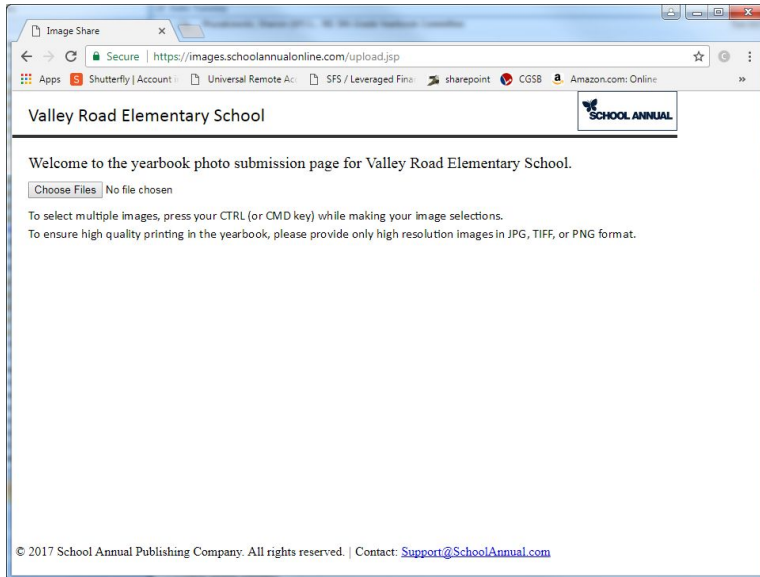 Image Share
Secure | https://images.schoolannualonline.com/upload.jsp
Apps Shutterfly | Account Universal Remote Ac SFS / Leveraged Fina sharepoint CGSB Amazon.com: Online »
Valley Road Elementary School
SCHOOL ANNUAL
Welcome to the yearbook photo submission page for Valley Road Elementary School.
Choose Files No file chosen
To select multiple images, press your CTRL (or CMD key) while making your image selections.
To ensure high quality printing in the yearbook, please provide only high resolution images in JPG, TIFF, or PNG format.
© 2017 School Annual Publishing Company. All rights reserved. | Contact: Support@SchoolAnnual.com